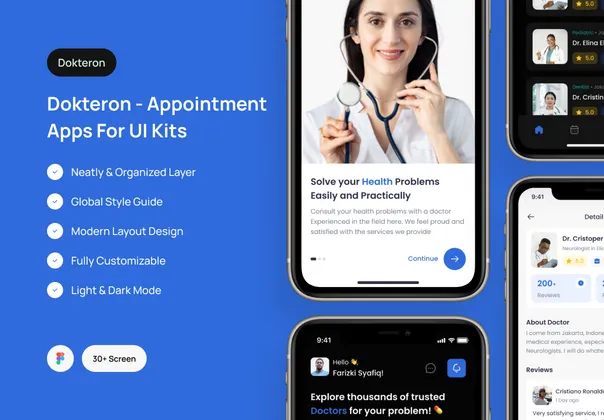 Dokteron
Dokteron - Appointment
Apps For UI Kits
Neatly & Organized Layer
Global Style Guide
Modern Layout Design
Fully Customizable
Light & Dark Mode
30+ Screen
Solve your Health Problems
Easily and Practically
Consult your health problems with a doctor
Experienced in the field here. We feel proud and
satisfied with the services we provide
Continue
9:41
Hello 👋,
Farizki Syafiq!
Explore thousands of trusted
Doctors for your problem! 💊
Pediatric
Dr. Elina
5.0
Dentist
Dr. Cristin
5.0
9:41
Detail
Dr. Cristoper
Neurologist in
5.0
200+
Reviews
About Doctor
I come from Jakarta, Indone
medical experience, especi
Neurologists. I will do whate
Reviews
Cristiano Ronald
1 Day ago
Very satisfying service, I